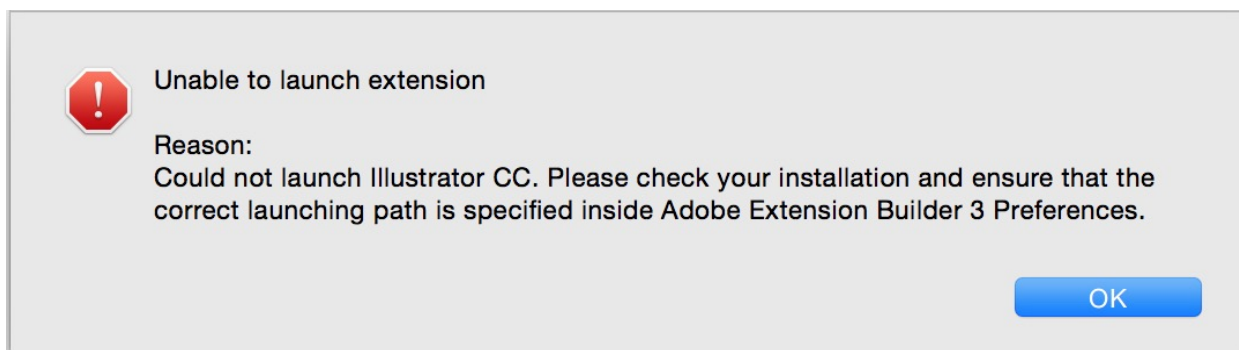 Unable to launch extension
Reason:
Could not launch Illustrator CC. Please check your installation and ensure that the
correct launching path is specified inside Adobe Extension Builder 3 Preferences.
OK